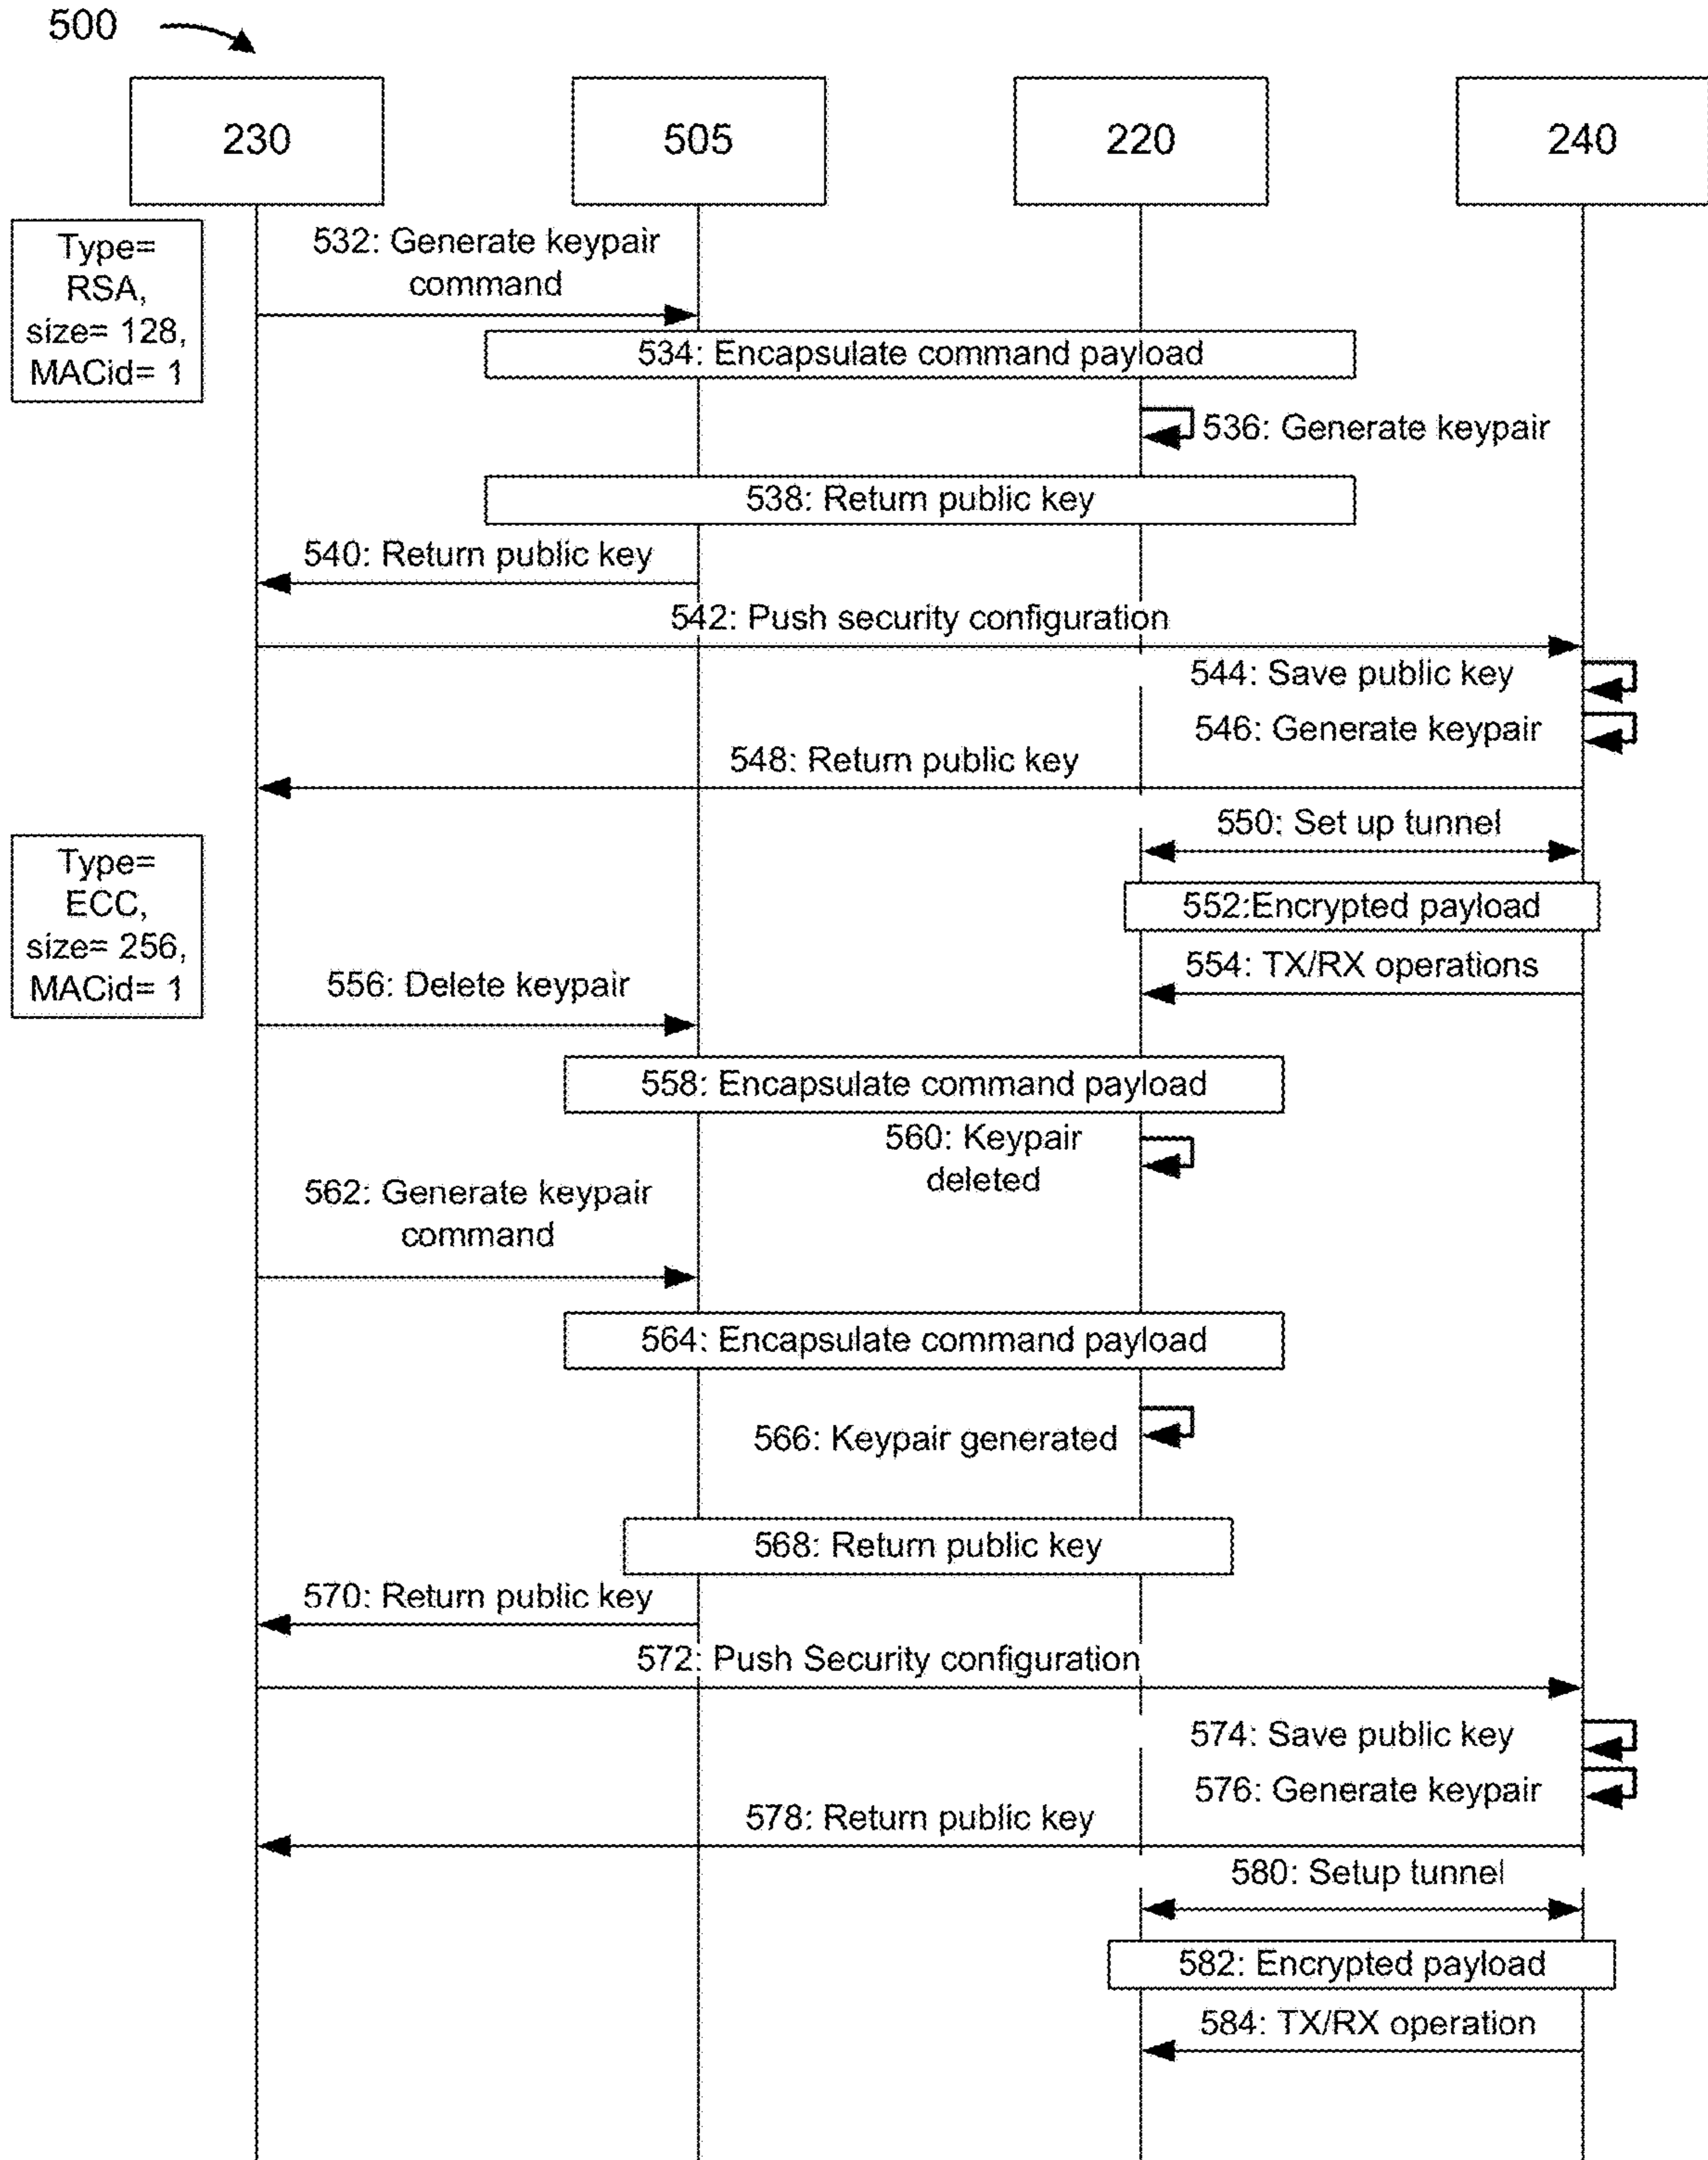 500
230
505
220
240
Type=
RSA,
size= 128,
MACid= 1
532: Generate keypair
command
534: Encapsulate command payload
536: Generate keypair
538: Return public key
540: Return public key
542: Push security configuration
544: Save public key
546: Generate keypair
548: Return public key
550: Set up tunnel
Type=
ECC,
size= 256,
MACid= 1
552:Encrypted payload
554: TX/RX operations
556: Delete keypair
558: Encapsulate command payload
560: Keypair
deleted
562: Generate keypair
command
564: Encapsulate command payload
566: Keypair generated
568: Return public key
570: Return public key
572: Push Security configuration
574: Save public key
576: Generate keypair
578: Return public key
580: Setup tunnel
582: Encrypted payload
584: TX/RX operation